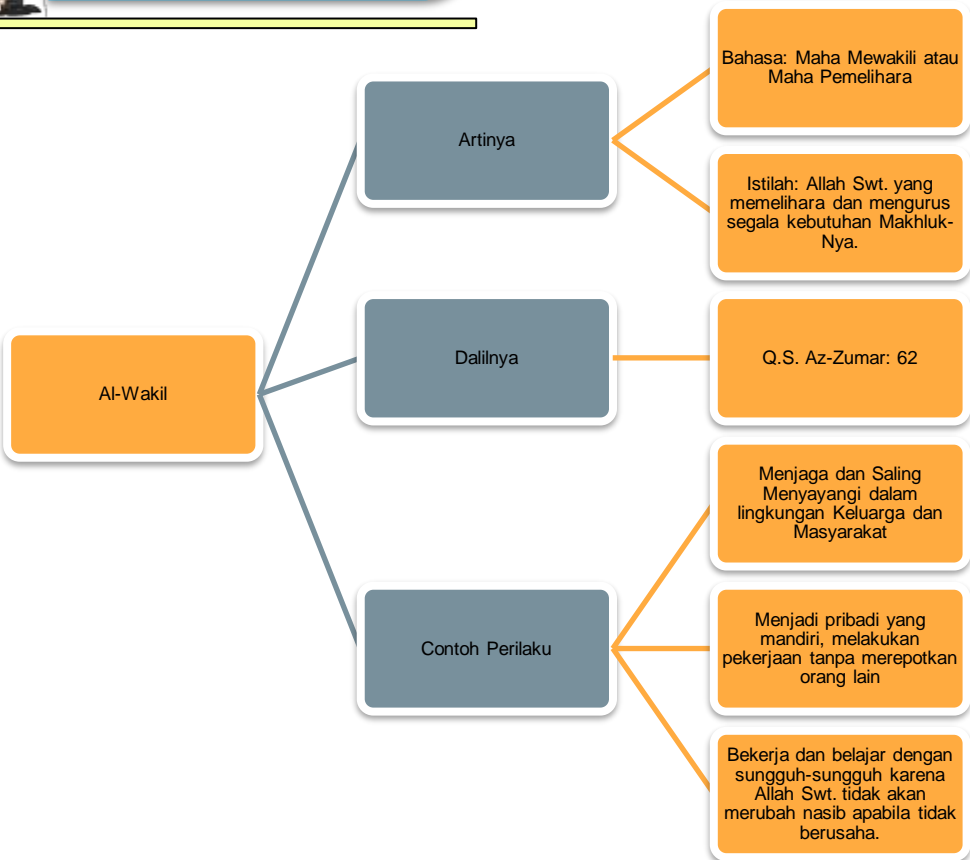 Al-Wakil
Artinya
Bahasa: Maha Mewakili atau
Maha Pemelihara
Istilah: Allah Swt. yang
memelihara dan mengurus
segala kebutuhan Makhluk-
Nya.
Dalilnya
Q.S. Az-Zumar: 62
Contoh Perilaku
Menjaga dan Saling
Menyayangi dalam
lingkungan Keluarga dan
Masyarakat
Menjadi pribadi yang
mandiri, melakukan
pekerjaan tanpa merepotkan
orang lain
Bekerja dan belajar dengan
sungguh-sungguh karena
Allah Swt. tidak akan
merubah nasib apabila tidak
berusaha.